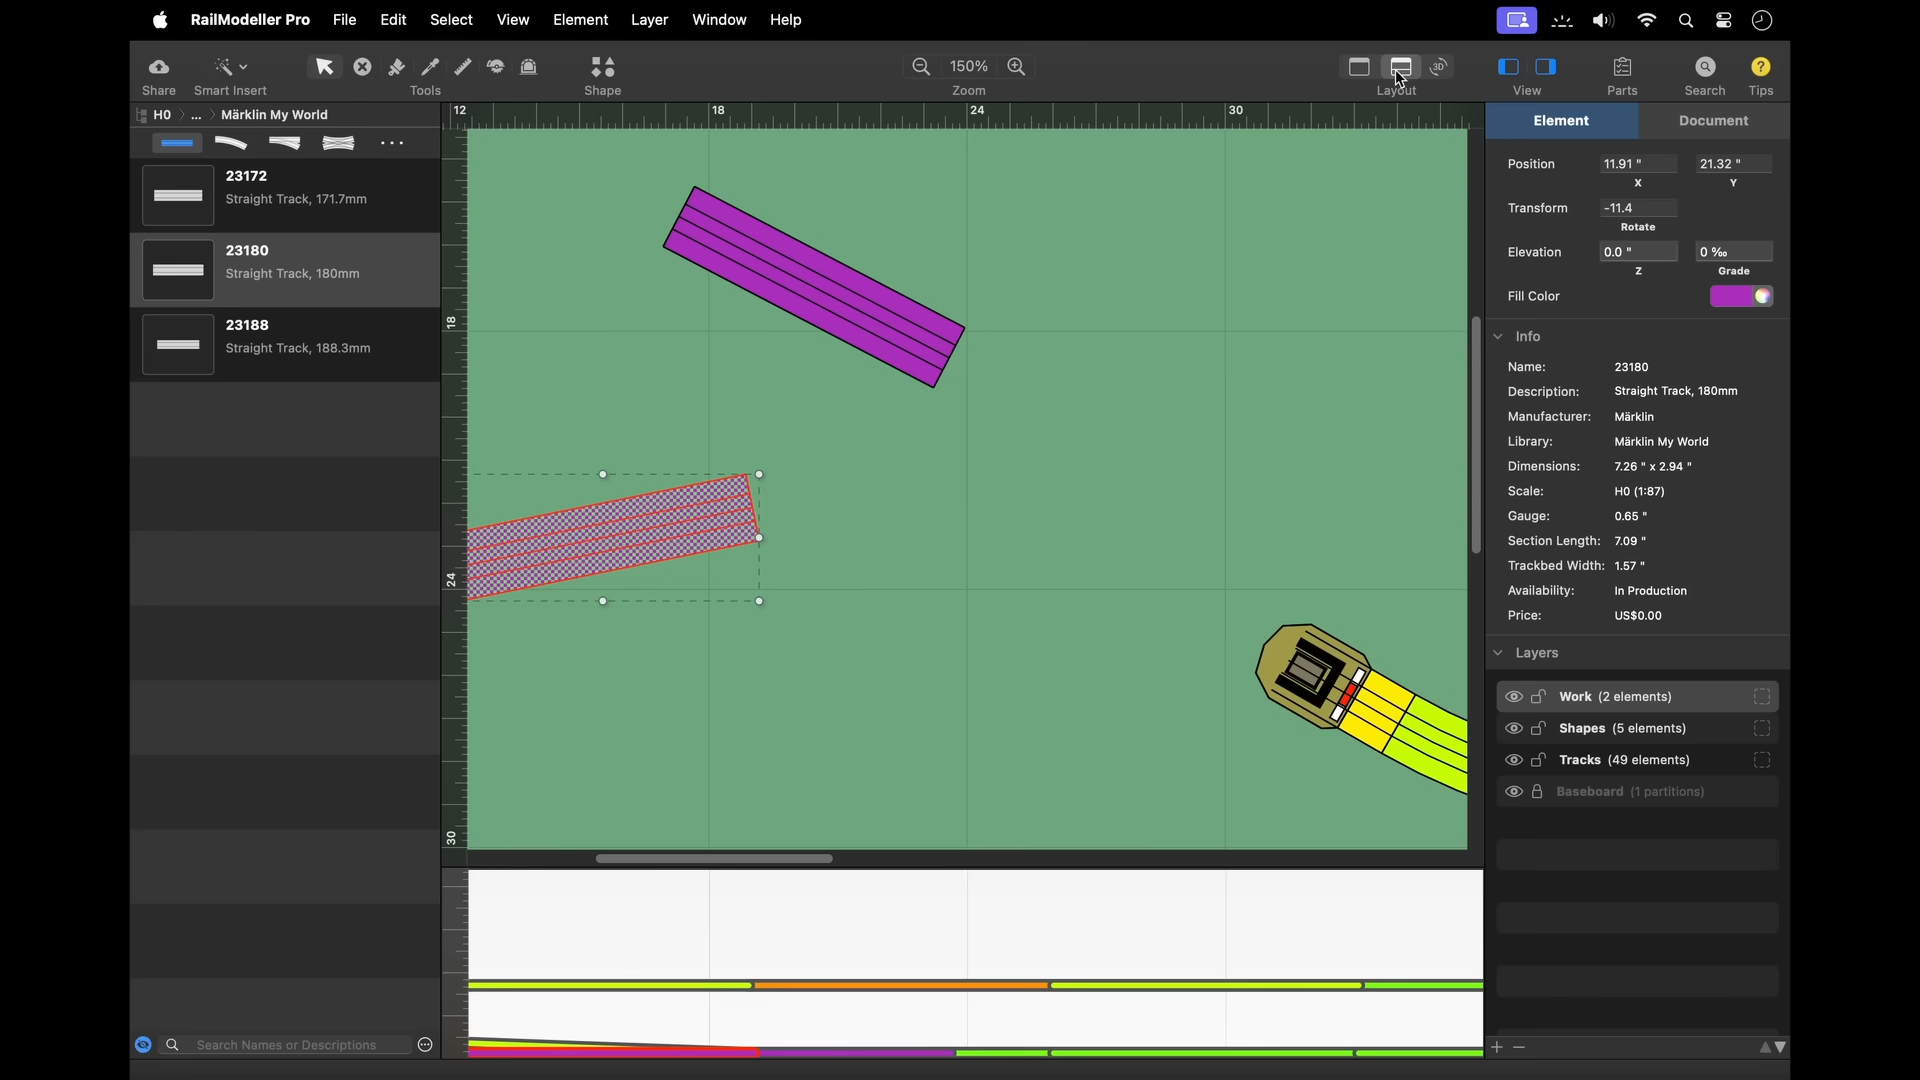 RailModeller Pro File Edit Select View Element Layer Window Help
Share Smart Insert Tools Shape 150% Zoom 3D Layout View Parts Search ? Tips
H0 ... Märklin My World
12 18 24 30
Element Document
23172
Straight Track, 171.7mm
23180
Straight Track, 180mm
23188
Straight Track, 188.3mm
Search Names or Descriptions
18
24
30
Position 11.91 " 21.32 "
X Y
Transform -11.4
Rotate
Elevation 0.0 " 0 ‰
Z Grade
Fill Color
Info
Name: 23180
Description: Straight Track, 180mm
Manufacturer: Märklin
Library: Märklin My World
Dimensions: 7.26 " x 2.94 "
Scale: H0 (1:87)
Gauge: 0.65 "
Section Length: 7.09 "
Trackbed Width: 1.57 "
Availability: In Production
Price: US$0.00
Layers
Work (2 elements)
Shapes (5 elements)
Tracks (49 elements)
Baseboard (1 partitions)